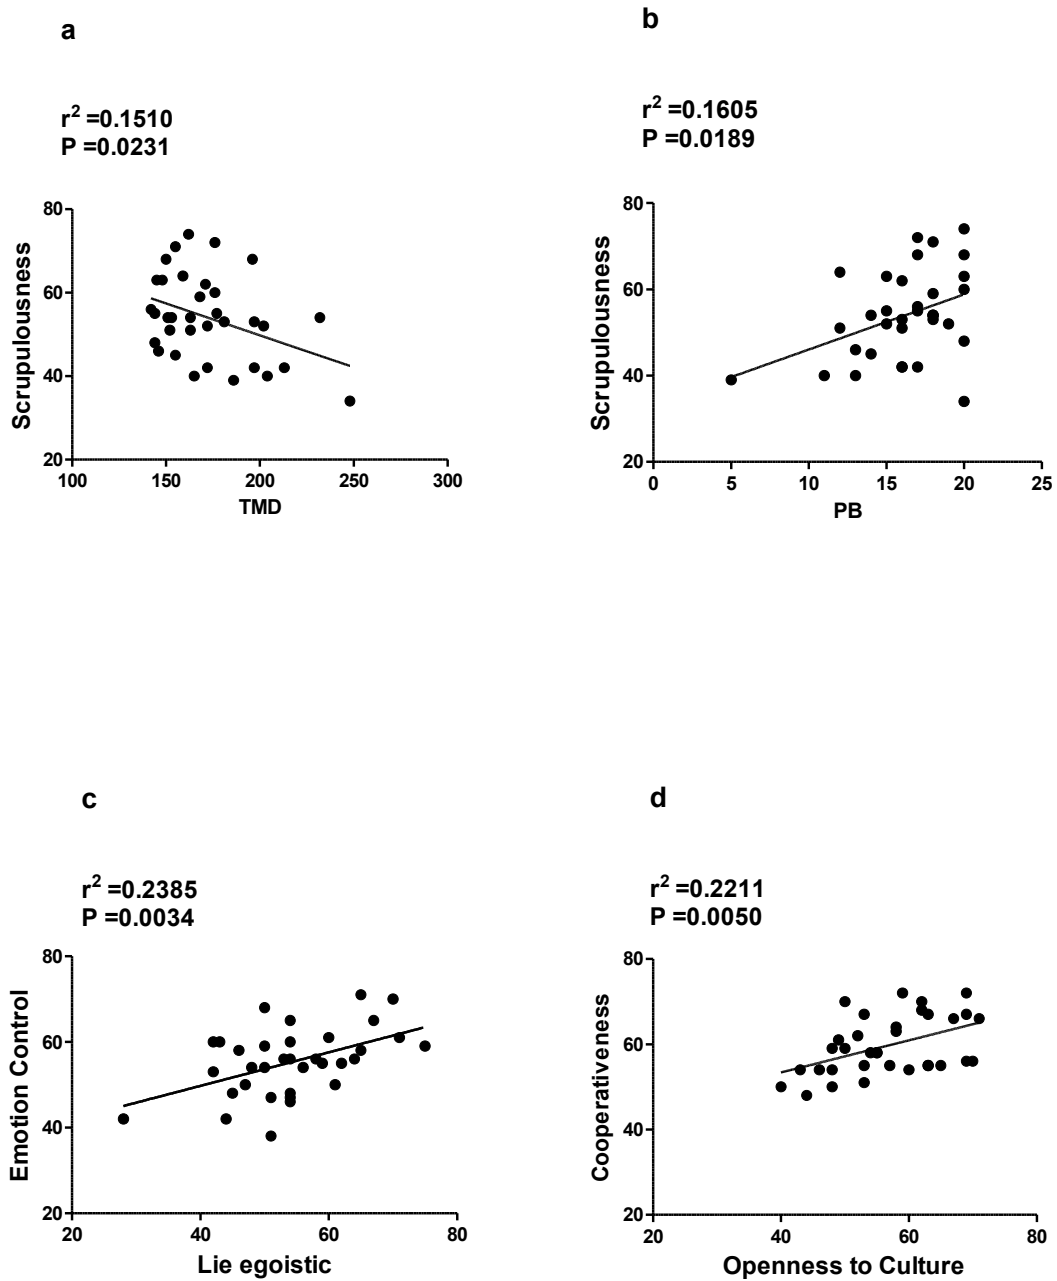 a
r² =0.1510
P =0.0231
80
60
40
20
100
150
200
250
300
Scrupulousness
TMD
b
r² =0.1605
P =0.0189
80
60
40
20
0
5
10
15
20
25
Scrupulousness
PB
c
r² =0.2385
P =0.0034
80
60
40
20
20
40
60
80
Emotion Control
Lie egoistic
d
r² =0.2211
P =0.0050
80
60
40
20
20
40
60
80
Cooperativeness
Openness to Culture